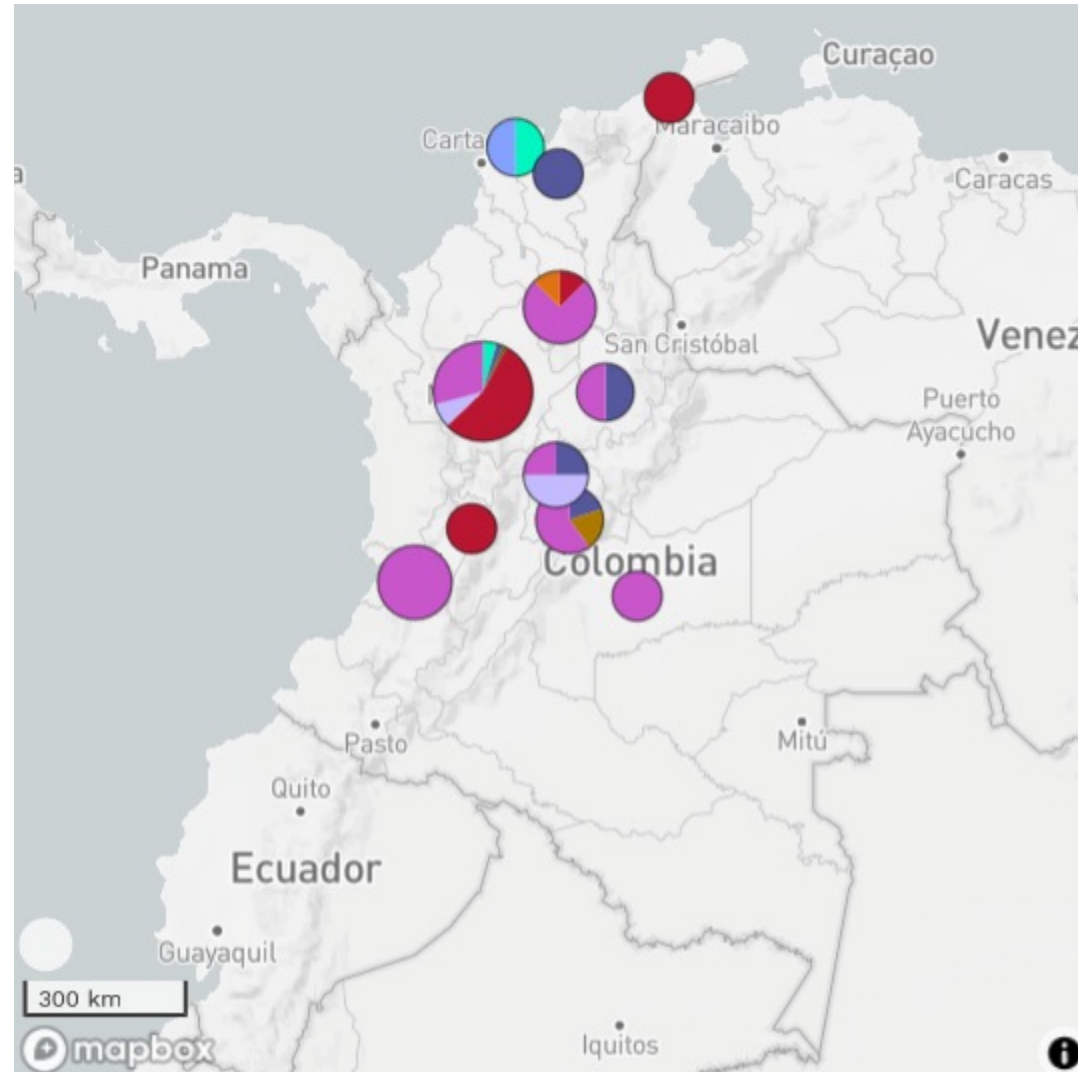 Curaçao
Carta
Maracaibo
a
Caracas
Panama
San Cristóbal
Venez
Puerto
Ayacucho
Colombia
Pasto
Mitú
Quito
Ecuador
Guayaquil
300 km
mapbox
Iquitos
i